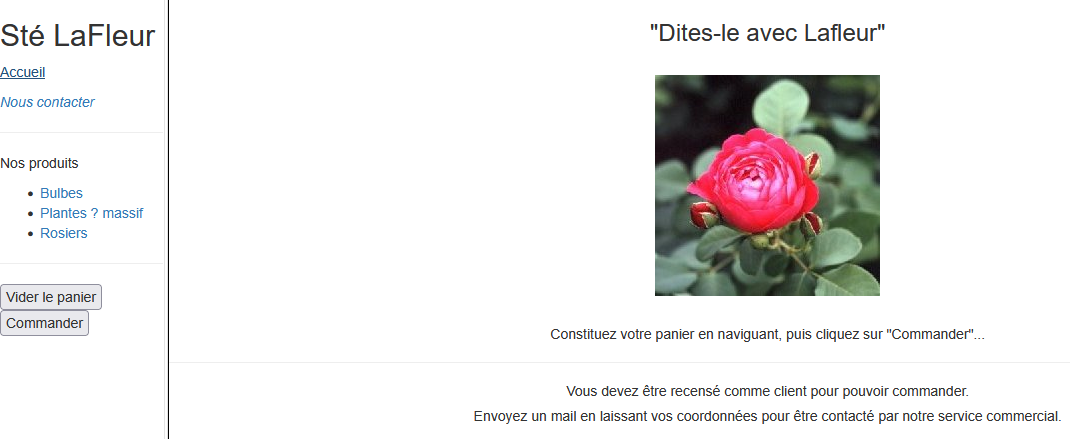 Sté LaFleur
Accueil
Nous contacter
Nos produits
Bulbes
Plantes ? massif
Rosiers
Vider le panier
Commander
"Dites-le avec Lafleur"
Constituez votre panier en naviguant, puis cliquez sur "Commander"...
Vous devez être recensé comme client pour pouvoir commander.
Envoyez un mail en laissant vos coordonnées pour être contacté par notre service commercial.